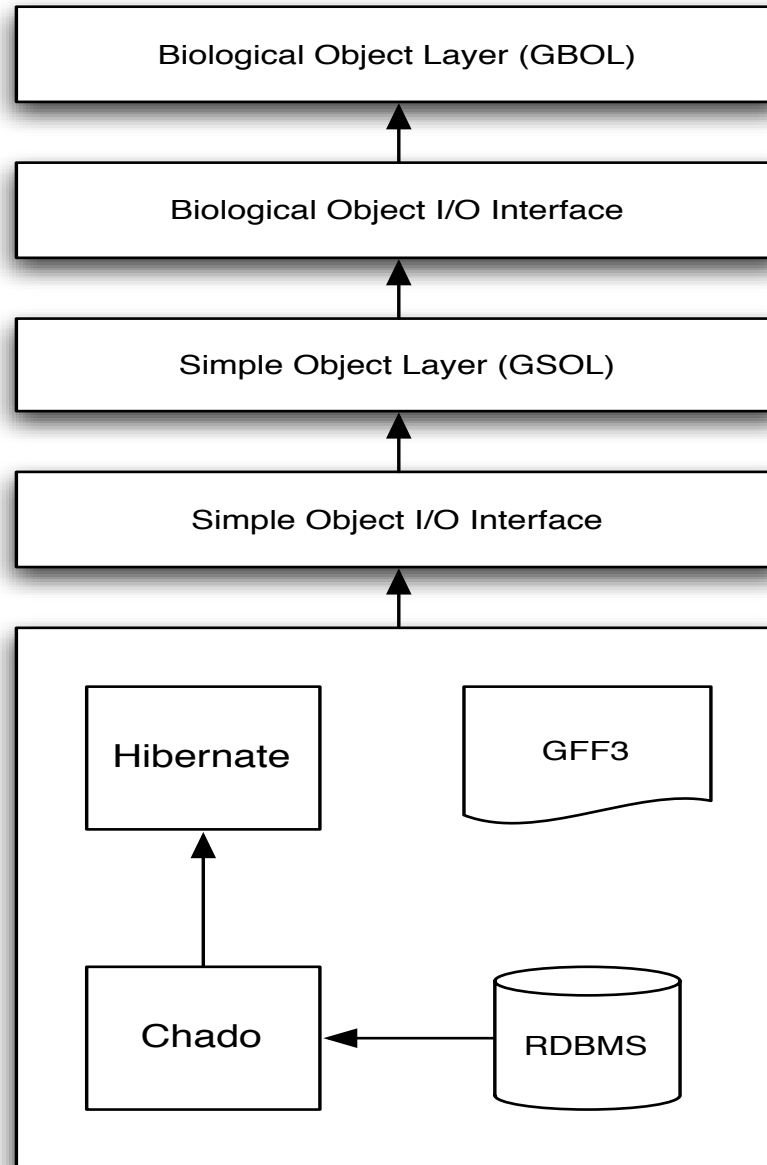 Biological Object Layer (GBOL)
Biological Object I/O Interface
Simple Object Layer (GSOL)
Simple Object I/O Interface
Hibernate
GFF3
Chado
RDBMS